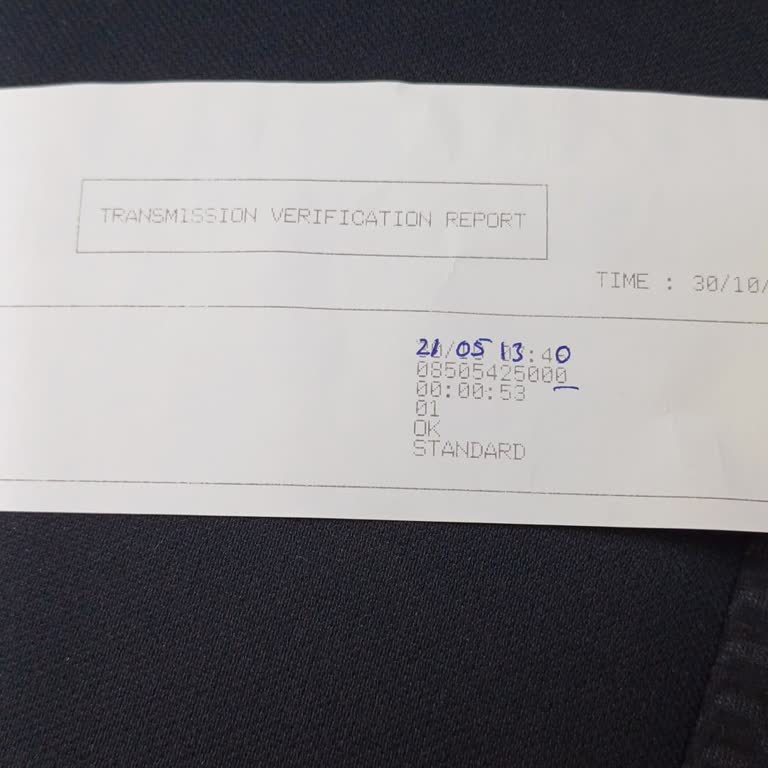 TRANSMISSION VERIFICATION REPORT
TIME : 30/10/
21/05 13:40
08505425000
00:00:53
01
OK
STANDARD